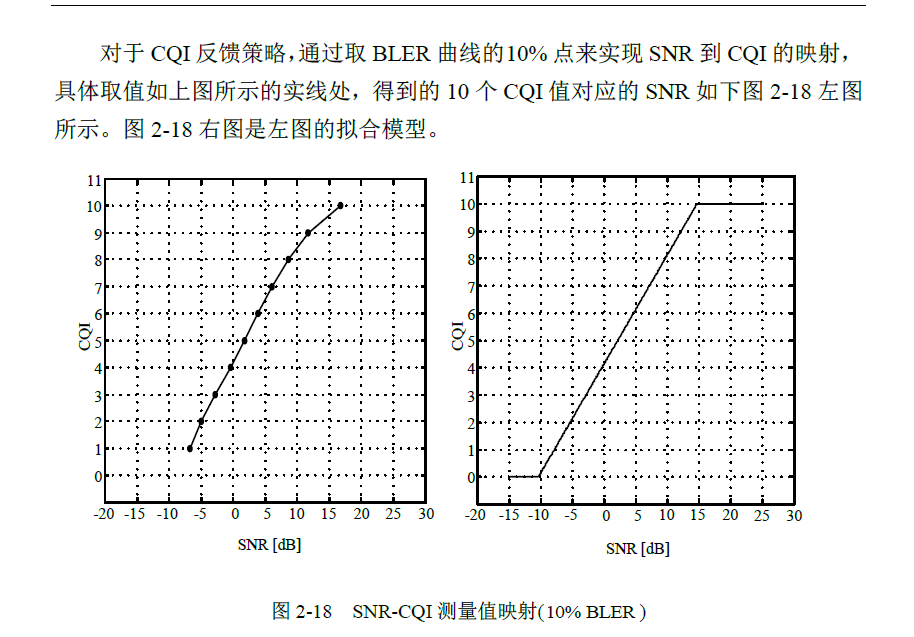 对于 CQI 反馈策略，通过取 BLER 曲线的10% 点来实现 SNR 到 CQI 的映射，
具体取值如上图所示的实线处，得到的 10 个 CQI 值对应的 SNR 如下图 2-18 左图
所示。图 2-18 右图是左图的拟合模型。
11
10
9
8
7
6
5
4
3
2
1
0
CQI
-20 -15 -10 -5 0 5 10 15 20 25 30
SNR [dB]
11
10
9
8
7
6
5
4
3
2
1
0
CQI
-20 -15 -10 -5 0 5 10 15 20 25 30
SNR [dB]
图 2-18 SNR-CQI 测量值映射(10% BLER )